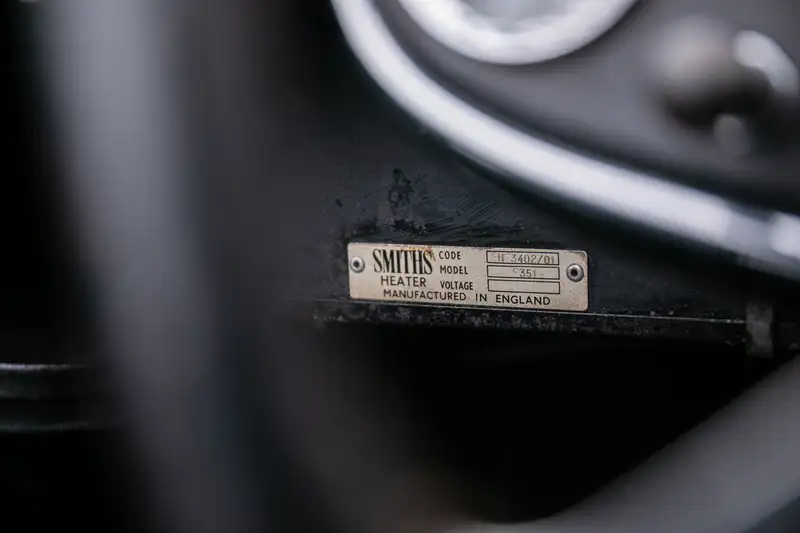 SMITHS CODE H 3402/01
MODEL 351-
HEATER VOLTAGE
MANUFACTURED IN ENGLAND